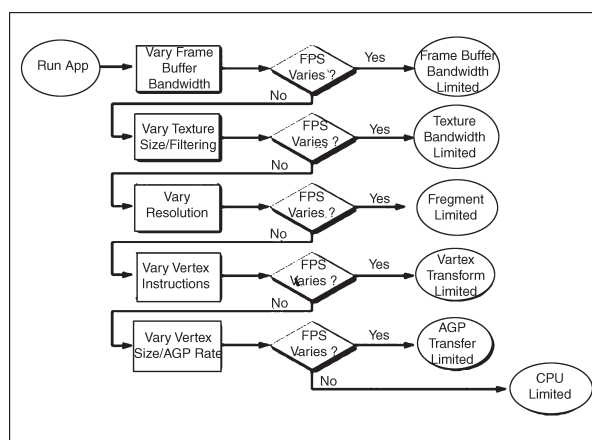 Run App
Vary Frame
Buffer
Bandwidth
FPS
Varies ?
Yes
Frame Buffer
Bandwidth
Limited
No
Vary Texture
Size/Filtering
FPS
Varies ?
Yes
Texture
Bandwidth
Limited
No
Vary
Resolution
FPS
Varies ?
Yes
Fregment
Limited
No
Vary Vertex
Instructions
FPS
Varies ?
Yes
Vartex
Transform
Limited
No
Vary Vertex
Size/AGP Rate
FPS
Varies ?
Yes
AGP
Transfer
Limited
No
CPU
Limited